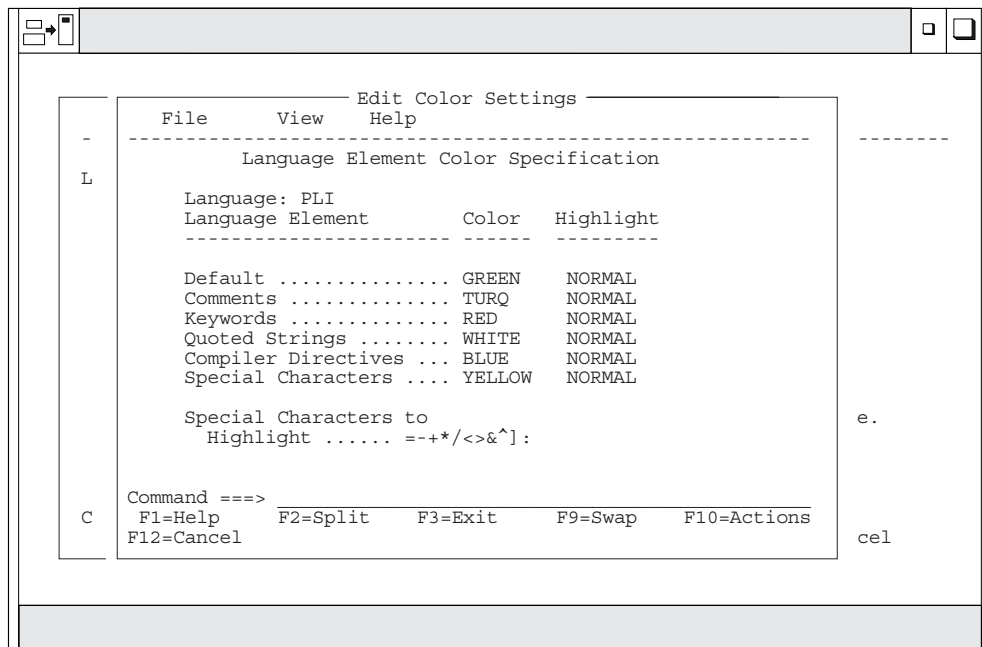 Edit Color Settings
File View Help
- ----------------------------------------------------------- --------
Language Element Color Specification
L
Language: PLI
Language Element Color Highlight
----------------------- ------ ---------
Default ............... GREEN NORMAL
Comments .............. TURQ NORMAL
Keywords .............. RED NORMAL
Quoted Strings ........ WHITE NORMAL
Compiler Directives ... BLUE NORMAL
Special Characters .... YELLOW NORMAL
Special Characters to e.
Highlight ...... =-+*/<>&^]:
Command ===>
C F1=Help F2=Split F3=Exit F9=Swap F10=Actions
F12=Cancel cel